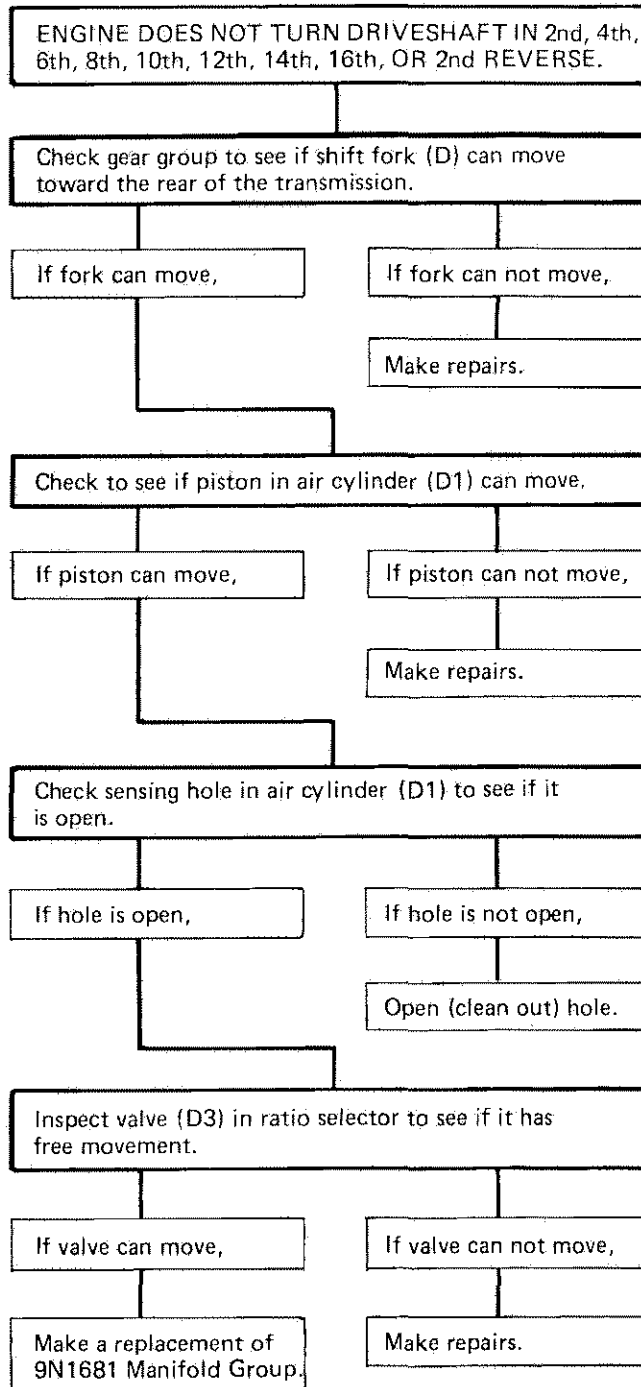 ENGINE DOES NOT TURN DRIVESHAFT IN 2nd, 4th,
6th, 8th, 10th, 12th, 14th, 16th, OR 2nd REVERSE.
Check gear group to see if shift fork (D) can move
toward the rear of the transmission.
If fork can move,
If fork can not move,
Make repairs.
Check to see if piston in air cylinder (D1) can move.
If piston can move,
If piston can not move,
Make repairs.
Check sensing hole in air cylinder (D1) to see if it
is open.
If hole is open,
If hole is not open,
Open (clean out) hole.
Inspect valve (D3) in ratio selector to see if it has
free movement.
If valve can move,
If valve can not move,
Make a replacement of
9N1681 Manifold Group.
Make repairs.